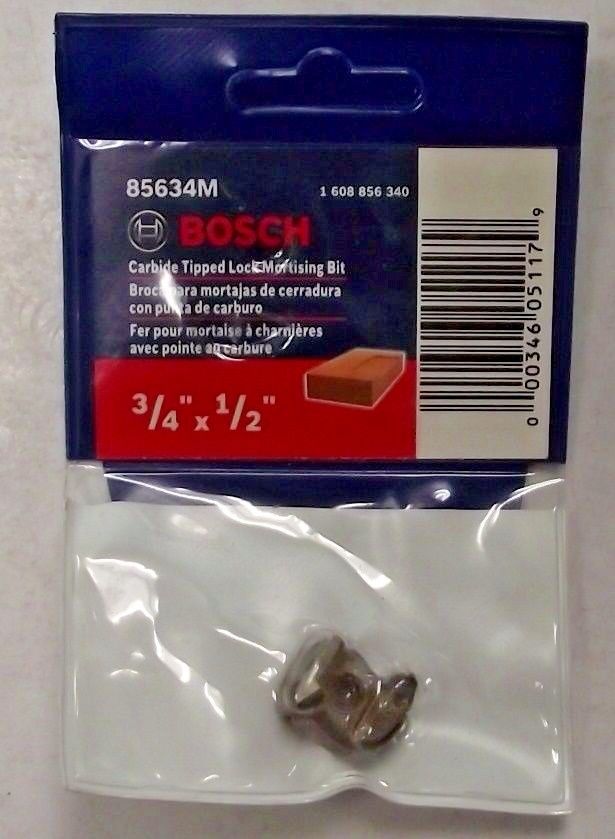 85634M 1 608 856 340
BOSCH
Carbide Tipped Lock Mortising Bit
Broca para mortajas de cerradura
con punta de carburo
Fer pour mortaise à charnières
avec pointe au carbure
3/4" x 1/2"
0 00346 05117 9